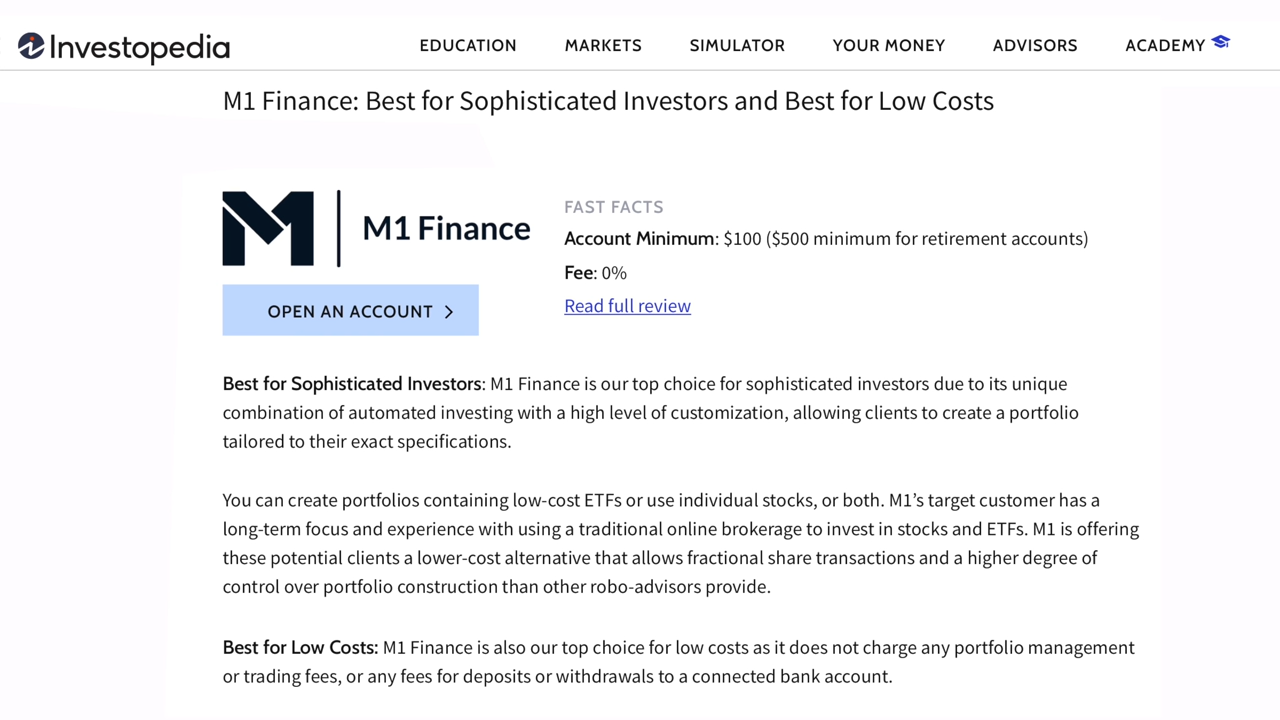 Investopedia
EDUCATION MARKETS SIMULATOR YOUR MONEY ADVISORS ACADEMY
M1 Finance: Best for Sophisticated Investors and Best for Low Costs
M1 Finance
OPEN AN ACCOUNT >
FAST FACTS
Account Minimum: $100 ($500 minimum for retirement accounts)
Fee: 0%
Read full review
Best for Sophisticated Investors: M1 Finance is our top choice for sophisticated investors due to its unique
combination of automated investing with a high level of customization, allowing clients to create a portfolio
tailored to their exact specifications.
You can create portfolios containing low-cost ETFs or use individual stocks, or both. M1’s target customer has a
long-term focus and experience with using a traditional online brokerage to invest in stocks and ETFs. M1 is offering
these potential clients a lower-cost alternative that allows fractional share transactions and a higher degree of
control over portfolio construction than other robo-advisors provide.
Best for Low Costs: M1 Finance is also our top choice for low costs as it does not charge any portfolio management
or trading fees, or any fees for deposits or withdrawals to a connected bank account.